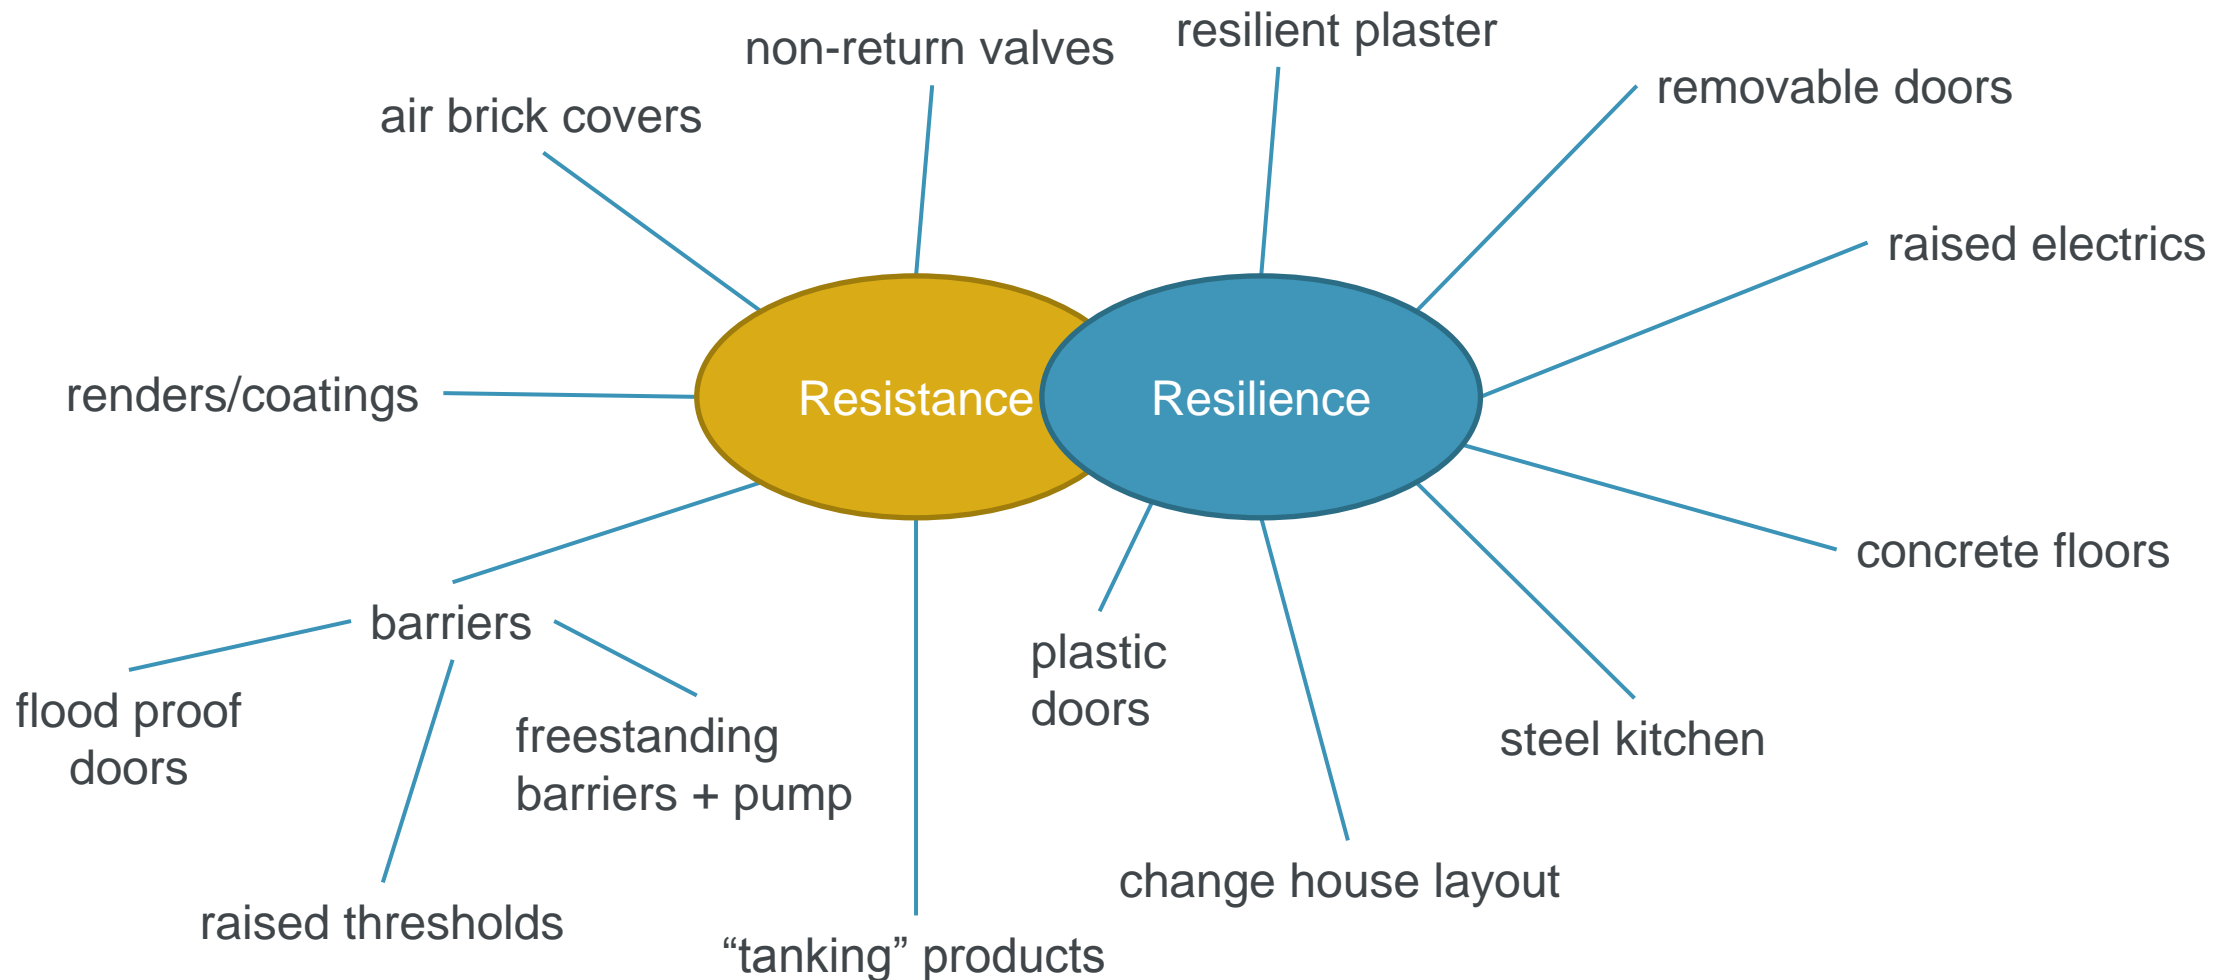 resilient plaster
non-return valves
removable doors
air brick covers
raised electrics
renders/coatings
Resistance
Resilience
concrete floors
barriers
plastic
doors
flood proof
doors
freestanding
barriers + pump
steel kitchen
change house layout
raised thresholds
“tanking” products